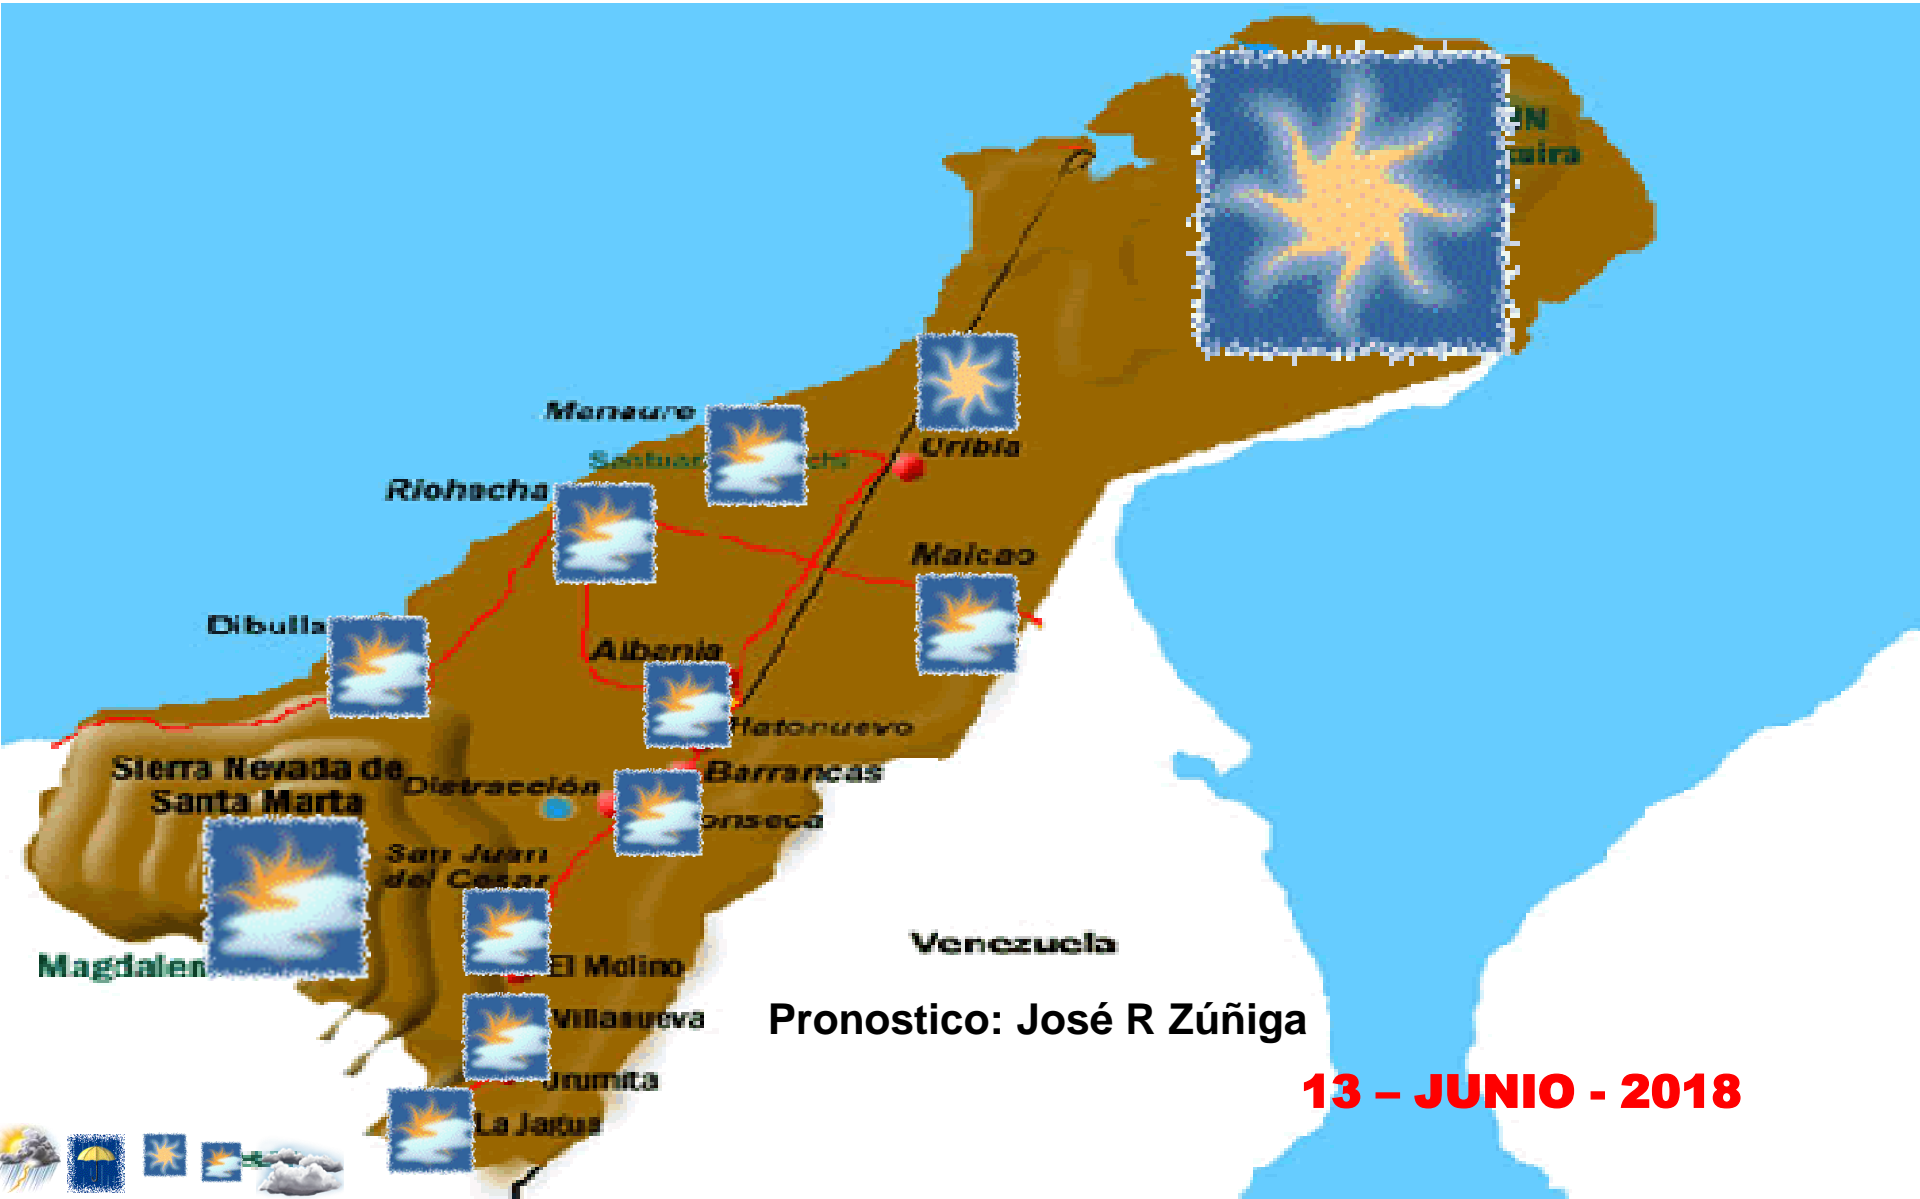 Manaure
Uribia
Riohacha
Maicao
Dibulla
Albania
Hatonuevo
Sierra Nevada de
Santa Marta
Distracción
Barrancas
San Juan
del Cesar
Venezuela
El Molino
Villanueva
Pronostico: José R Zúñiga
La Jagua
13 – JUNIO - 2018